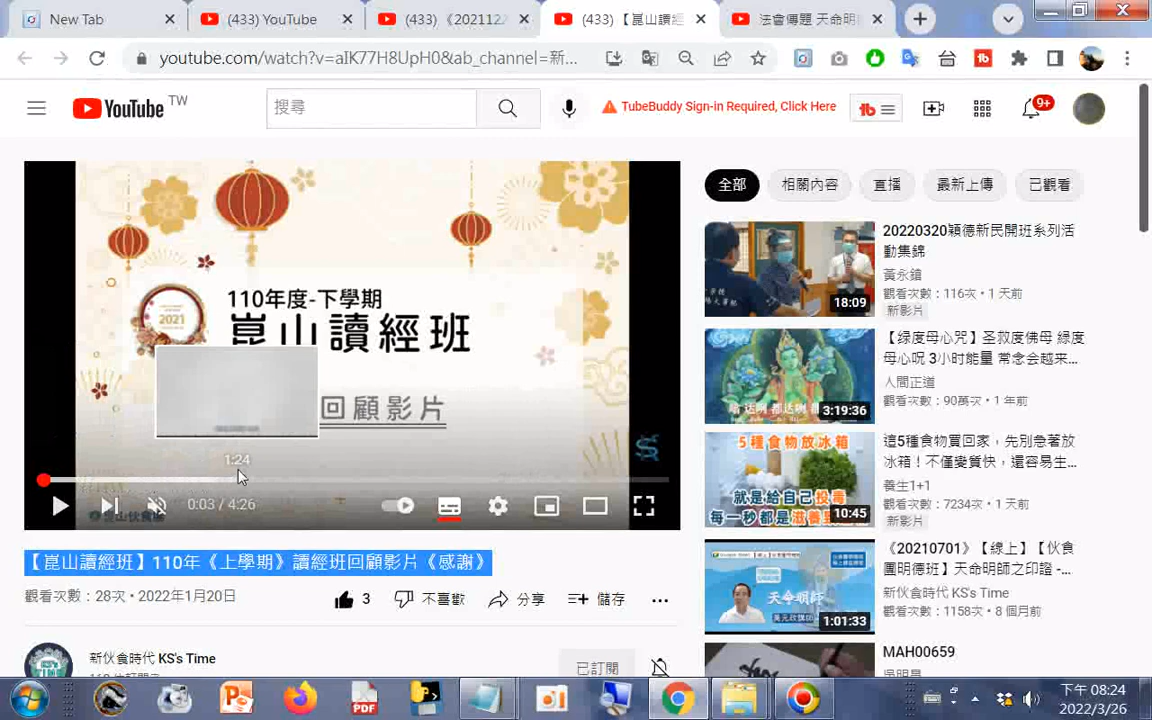 New Tab
(433) YouTube
(433) 《202112
(433) 【崑山讀經
法會傳題 天命明
youtube.com/watch?v=aIK77H8UpH0&ab_channel=新...
YouTube TW
搜尋
TubeBuddy Sign-in Required, Click Here
tb
9+
全部
相關內容
直播
最新上傳
已觀看
2021
110年度-下學期
崑山讀經班
回顧影片
1:24
0:03 / 4:26
【崑山讀經班】110年《上學期》讀經班回顧影片《感謝》
觀看次數：28次 • 2022年1月20日
3
不喜歡
分享
儲存
新伙食時代 KS's Time
已訂閱
18:09
20220320穎德新民開班系列活
動集錦
黃永鎗
觀看次數：116次 • 1 天前
新影片
3:19:36
【绿度母心咒】圣救度佛母 绿度
母心呪 3小时能量 常念会越来...
人間正道
觀看次數：90萬次 • 1 年前
5種食物放冰箱
就是給自己投毒
每一秒都是滋養
10:45
這5種食物買回家，先別急著放
冰箱！不僅變質快，還容易生...
養生1+1
觀看次數：7234次 • 1 天前
新影片
天命明師
1:01:33
《20210701》【線上】【伙食
團明德班】天命明師之印證 -...
新伙食時代 KS's Time
觀看次數：1158次 • 8 個月前
MAH00659
下午 08:24
2022/3/26